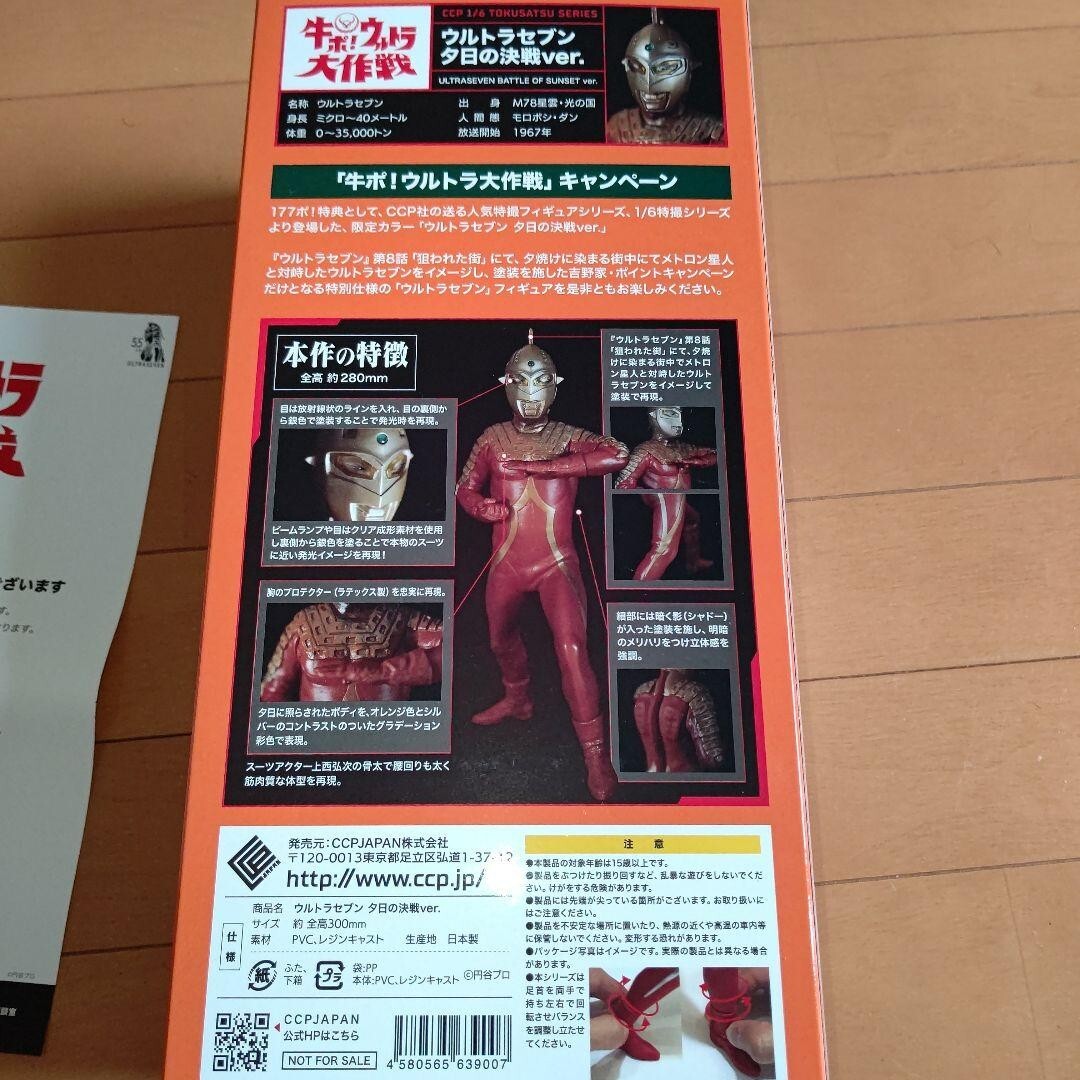 牛ポ!ウルトラ
大作戦
CCP 1/6 TOKUSATSU SERIES
ウルトラセブン
夕日の決戦ver.
ULTRASEVEN BATTLE OF SUNSET ver.
名称 ウルトラセブン
身長 ミクロ〜40メートル
体重 0〜35,000トン
出身 M78星雲・光の国
人間態 モロボシ・ダン
放送開始 1967年
「牛ポ!ウルトラ大作戦」キャンペーン
177ポ!特典として、CCP社の送る人気特撮フィギュアシリーズ、1/6特撮シリーズ
より登場した、限定カラー「ウルトラセブン 夕日の決戦ver.」
『ウルトラセブン』第8話「狙われた街」にて、夕焼けに染まる街中にてメトロン星人
と対峙したウルトラセブンをイメージし、塗装を施した吉野家・ポイントキャンペーン
だけとなる特別仕様の「ウルトラセブン」フィギュアを是非ともお楽しみください。
本作の特徴
全高 約280mm
目は放射線状のラインを入れ、目の裏側か
ら銀色で塗装することで発光時を再現。
ビームランプや目はクリア成形素材を使用
し裏側から銀色を塗ることで本物のスーツ
に近い発光イメージを再現!
胸のプロテクター(ラテックス製)を忠実に再現。
夕日に照らされたボディを、オレンジ色とシル
バーのコントラストのついたグラデーション
彩色で表現。
スーツアクター上西弘次の骨太で腰回りも太く
筋肉質な体型を再現。
『ウルトラセブン』第8話
「狙われた街」にて、夕焼
けに染まる街中でメトロ
ン星人と対峙したウルト
ラセブンをイメージして
塗装で再現。
細部には暗く影(シャドー)
が入った塗装を施し、明暗
のメリハリをつけ立体感を
強調。
CCP JAPAN
発売元:CCPJAPAN株式会社
〒120-0013東京都足立区弘道1-37-12
http://www.ccp.jp/
仕様
商品名 ウルトラセブン 夕日の決戦ver.
サイズ 約 全高300mm
素材 PVC、レジンキャスト 生産地 日本製
紙 ふた、
下箱
プラ 袋:PP
本体:PVC、レジンキャスト ©円谷プロ
CCPJAPAN
公式HPはこちら
NOT FOR SALE
4 580565 639007
注意
●本製品の対象年齢は15歳以上です。
●製品をぶつけたり振り回すなど、乱暴な遊びをしないでくだ
さい。けがをする危険があります。
●製品には先端が尖っている箇所がございます。お取り扱いに
はご注意ください。
●製品を不安定な場所に置いたり、熱源の近くや高温の車内等
に保管しないでください。変形する恐れがあります。
●パッケージ写真はイメージです。実際の製品とは異なる場合
があります。
●本シリーズは
足首を両手で
持ち左右で回
転させバランス
を調整し立たせ
てください。
55
ULTRASEVEN
トラ
戦
ざいます
す。
ります。
©円谷プロ